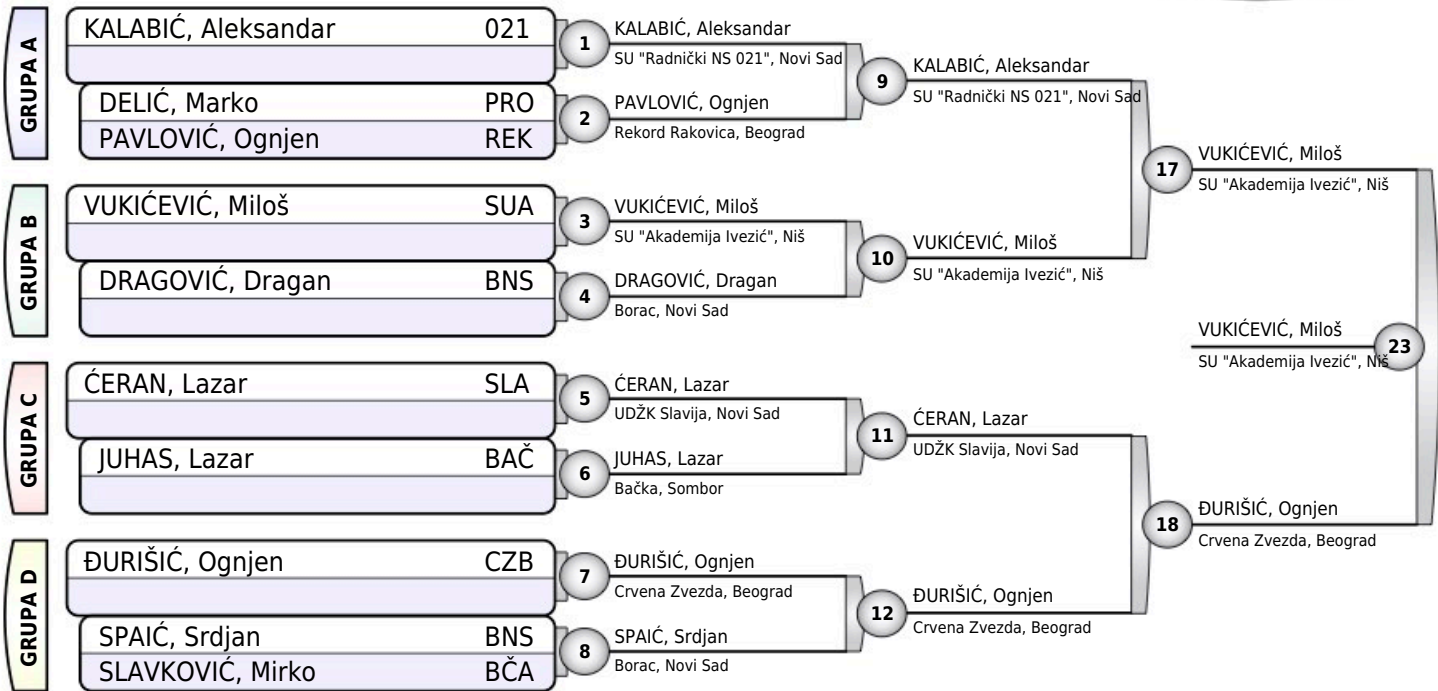 GRUPA A
KALABIĆ, Aleksandar 021
DELIĆ, Marko PRO
PAVLOVIĆ, Ognjen REK
GRUPA B
VUKIĆEVIĆ, Miloš SUA
DRAGOVIĆ, Dragan BNS
GRUPA C
ĆERAN, Lazar SLA
JUHAS, Lazar BAČ
GRUPA D
ĐURIŠIĆ, Ognjen CZB
SPAIĆ, Srdjan BNS
SLAVKOVIĆ, Mirko BČA
1
KALABIĆ, Aleksandar
SU "Radnički NS 021", Novi Sad
2
PAVLOVIĆ, Ognjen
Rekord Rakovica, Beograd
3
VUKIĆEVIĆ, Miloš
SU "Akademija Ivezić", Niš
4
DRAGOVIĆ, Dragan
Borac, Novi Sad
5
ĆERAN, Lazar
UDŽK Slavija, Novi Sad
6
JUHAS, Lazar
Bačka, Sombor
7
ĐURIŠIĆ, Ognjen
Crvena Zvezda, Beograd
8
SPAIĆ, Srdjan
Borac, Novi Sad
9
KALABIĆ, Aleksandar
SU "Radnički NS 021", Novi Sad
10
VUKIĆEVIĆ, Miloš
SU "Akademija Ivezić", Niš
11
ĆERAN, Lazar
UDŽK Slavija, Novi Sad
12
ĐURIŠIĆ, Ognjen
Crvena Zvezda, Beograd
17
VUKIĆEVIĆ, Miloš
SU "Akademija Ivezić", Niš
18
ĐURIŠIĆ, Ognjen
Crvena Zvezda, Beograd
VUKIĆEVIĆ, Miloš
SU "Akademija Ivezić", Niš
23